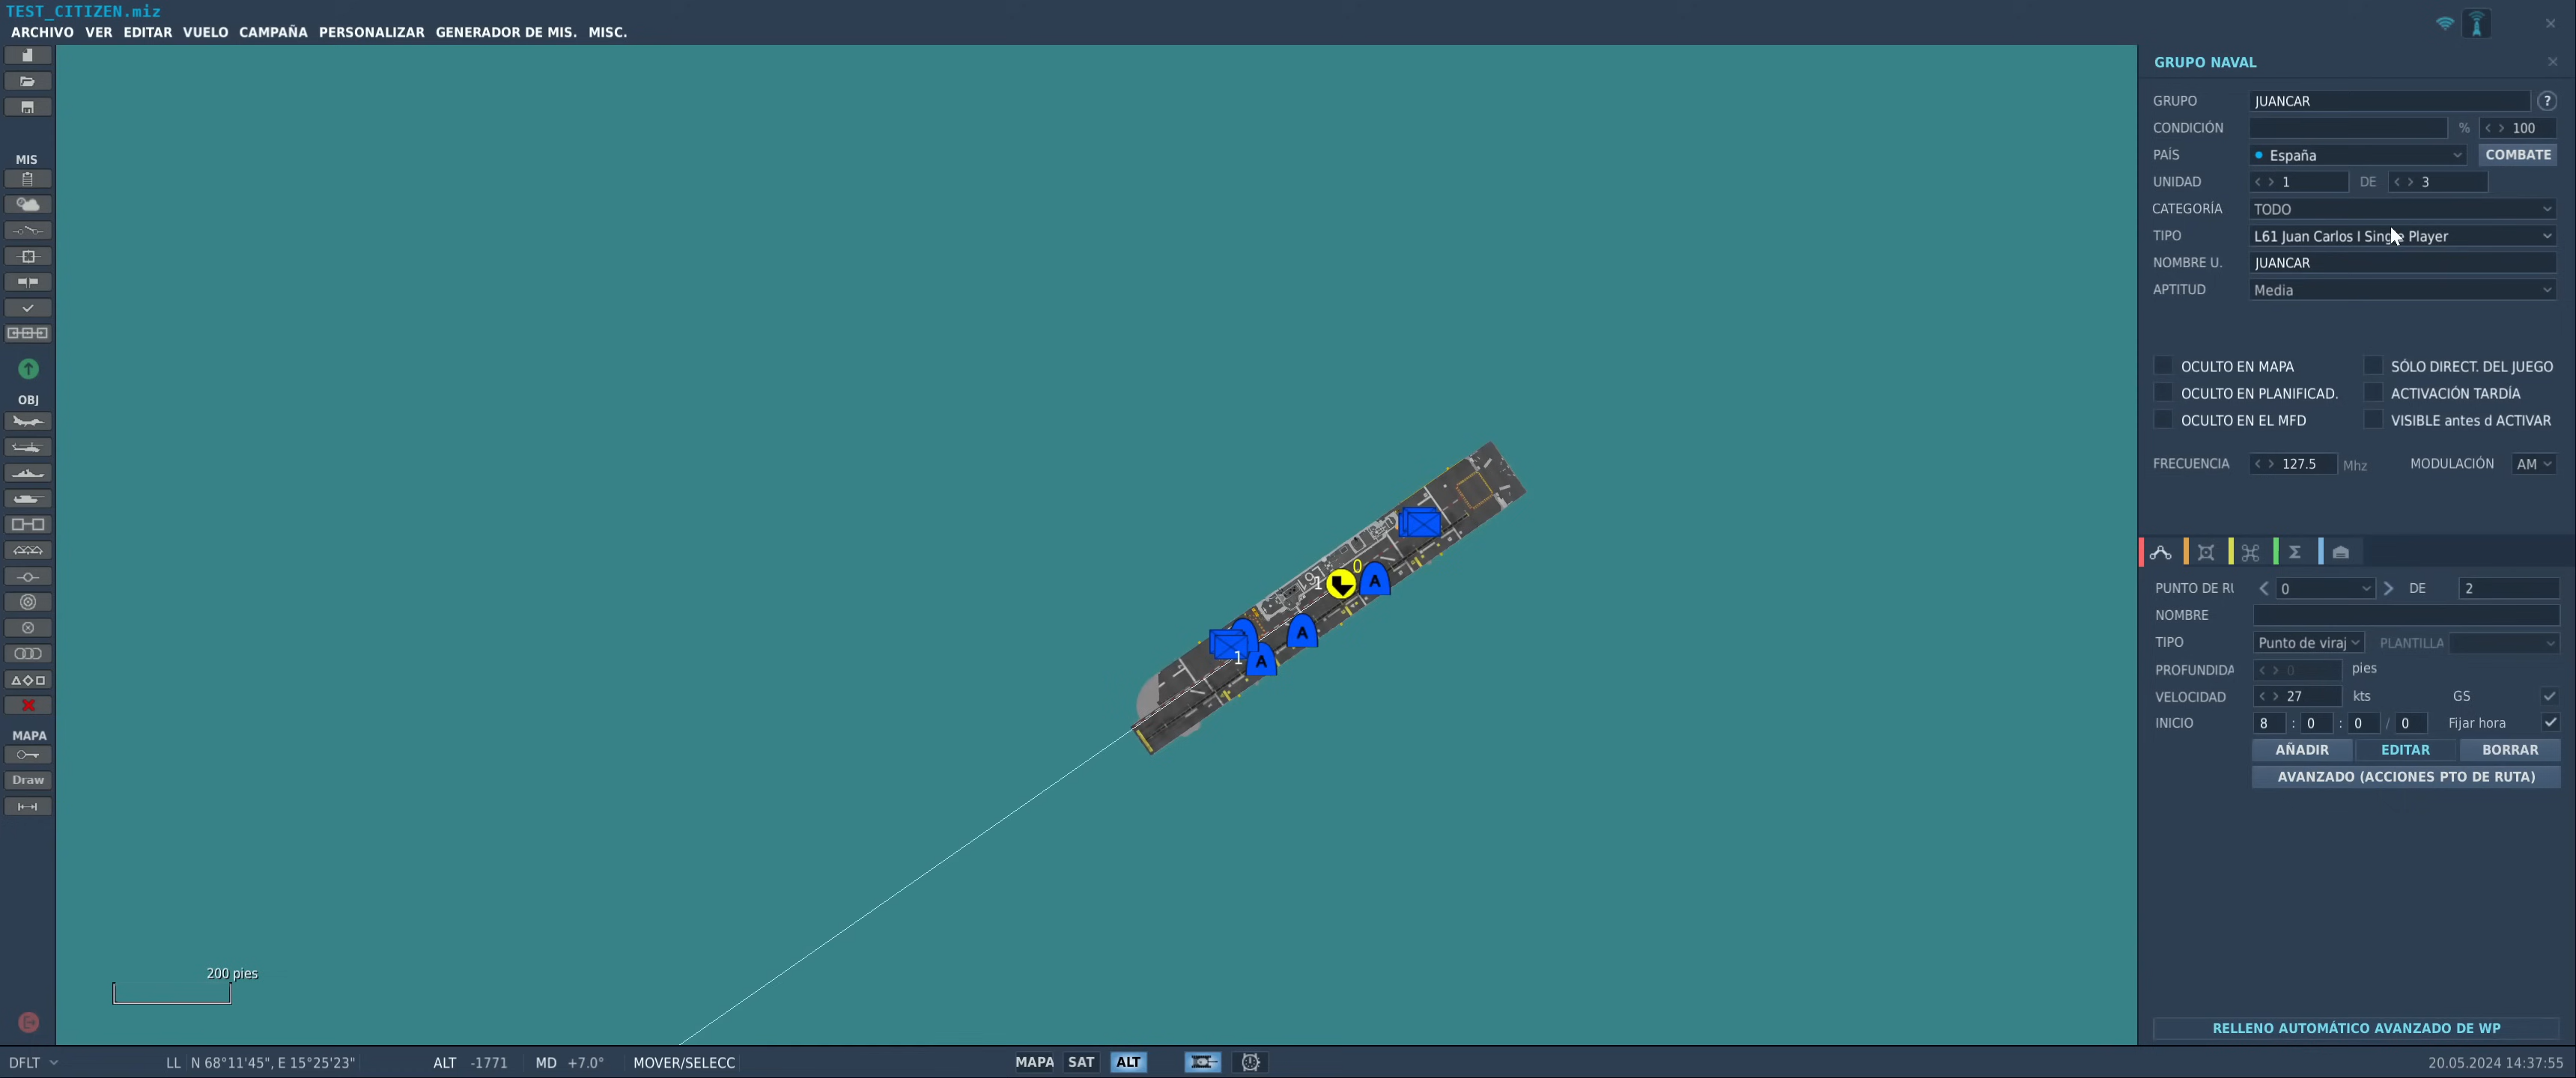 TEST_CITIZEN.miz
ARCHIVO VER EDITAR VUELO CAMPAÑA PERSONALIZAR GENERADOR DE MIS. MISC.
MIS
OBJ
MAPA
Draw
L61
1
0
A
A
A
1
200 pies
GRUPO NAVAL
GRUPO JUANCAR ?
CONDICIÓN % < > 100
PAÍS España COMBATE
UNIDAD < > 1 DE < > 3
CATEGORÍA TODO
TIPO L61 Juan Carlos I Single Player
NOMBRE U. JUANCAR
APTITUD Media
OCULTO EN MAPA SÓLO DIRECT. DEL JUEGO
OCULTO EN PLANIFICAD. ACTIVACIÓN TARDÍA
OCULTO EN EL MFD VISIBLE antes d ACTIVAR
FRECUENCIA < > 127.5 Mhz MODULACIÓN AM
PUNTO DE RU < 0 > DE 2
NOMBRE
TIPO Punto de viraj PLANTILLA
PROFUNDIDA < > 0 pies
VELOCIDAD < > 27 kts GS
INICIO 8 : 0 : 0 / 0 Fijar hora
AÑADIR EDITAR BORRAR
AVANZADO (ACCIONES PTO DE RUTA)
RELLENO AUTOMÁTICO AVANZADO DE WP
DFLT LL N 68°11'45", E 15°25'23" ALT -1771 MD +7.0° MOVER/SELECC MAPA SAT ALT 20.05.2024 14:37:55